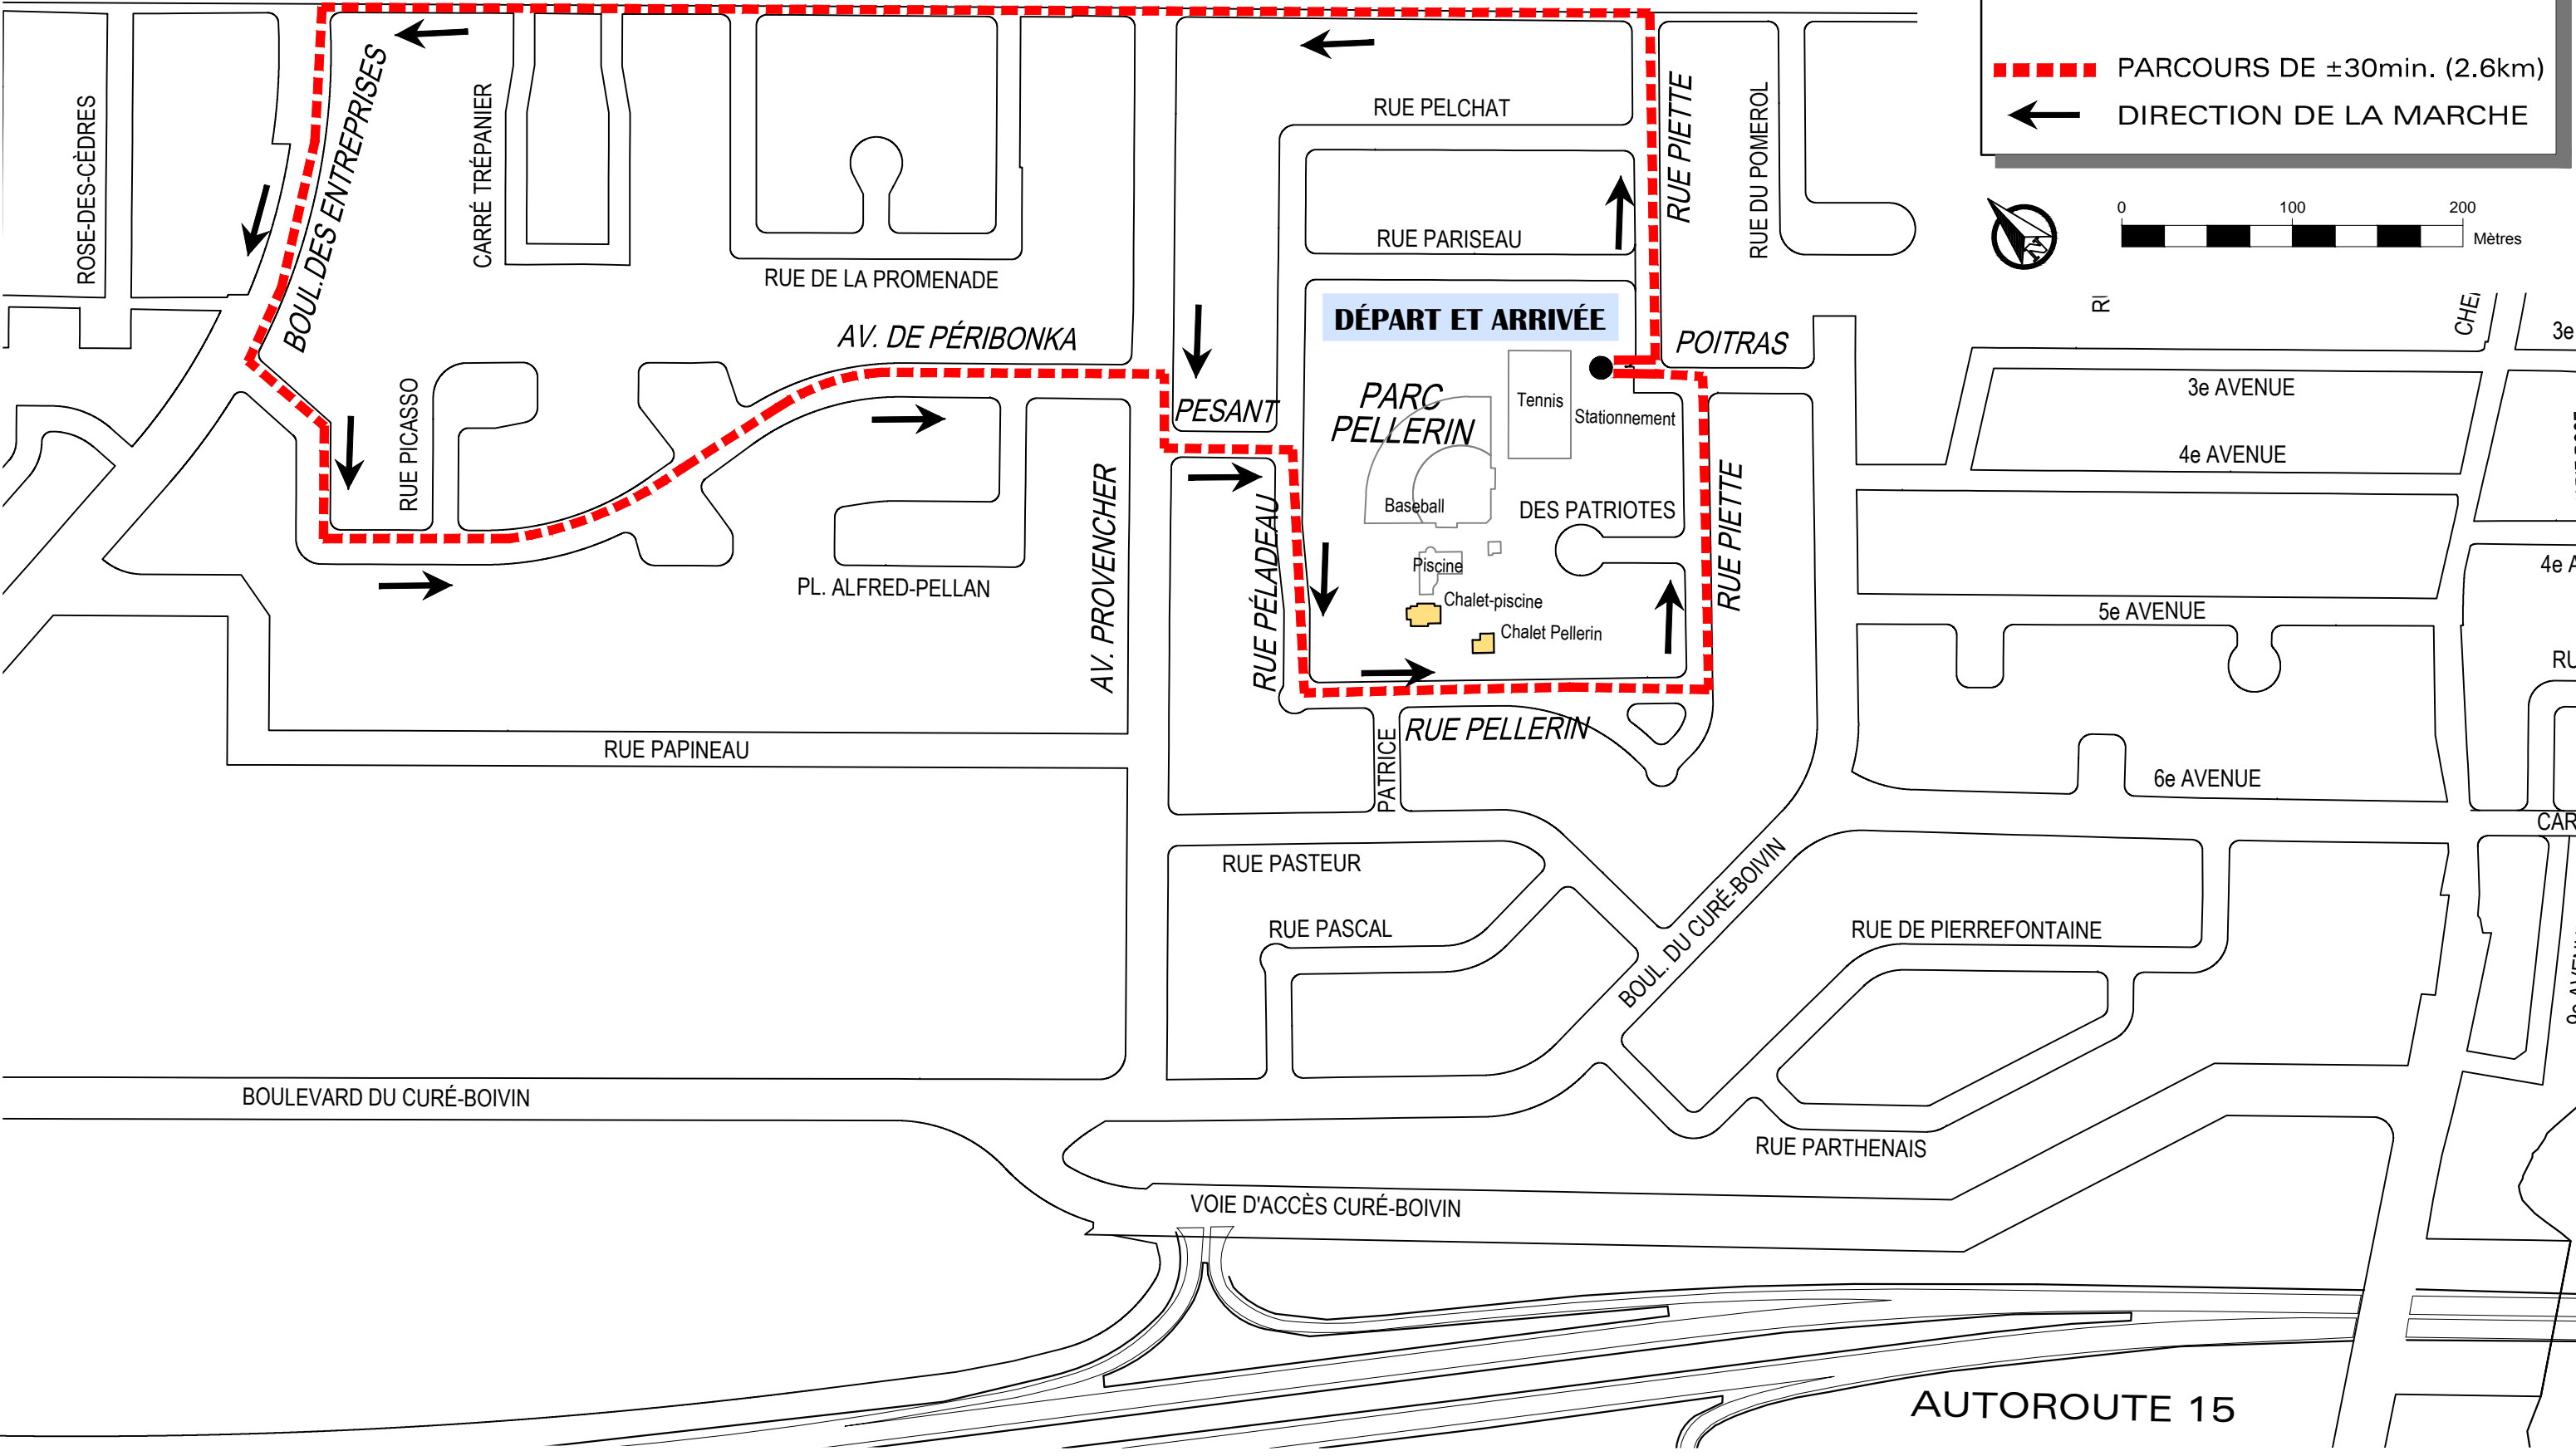 PARCOURS DE ±30min. (2.6km)
DIRECTION DE LA MARCHE
0 100 200
Mètres
N
ROSE-DES-CÈDRES
BOUL.DES ENTREPRISES
CARRÉ TRÉPANIER
RUE DE LA PROMENADE
AV. DE PÉRIBONKA
RUE PELCHAT
RUE PARISEAU
RUE PIETTE
RUE DU POMEROL
DÉPART ET ARRIVÉE
POITRAS
PESANT
PARC
PELLERIN
Tennis
Stationnement
Baseball
DES PATRIOTES
Piscine
Chalet-piscine
Chalet Pellerin
RUE PICASSO
PL. ALFRED-PELLAN
AV. PROVENCHER
RUE PÉLADEAU
RUE PIETTE
RUE PELLERIN
PATRICE
RUE PAPINEAU
RUE PASTEUR
RUE PASCAL
BOUL. DU CURÉ-BOIVIN
RUE DE PIERREFONTAINE
RUE PARTHENAIS
BOULEVARD DU CURÉ-BOIVIN
VOIE D'ACCÈS CURÉ-BOIVIN
AUTOROUTE 15
CHE
3e
3e AVENUE
4e AVENUE
4e A
5e AVENUE
RU
6e AVENUE
CAR